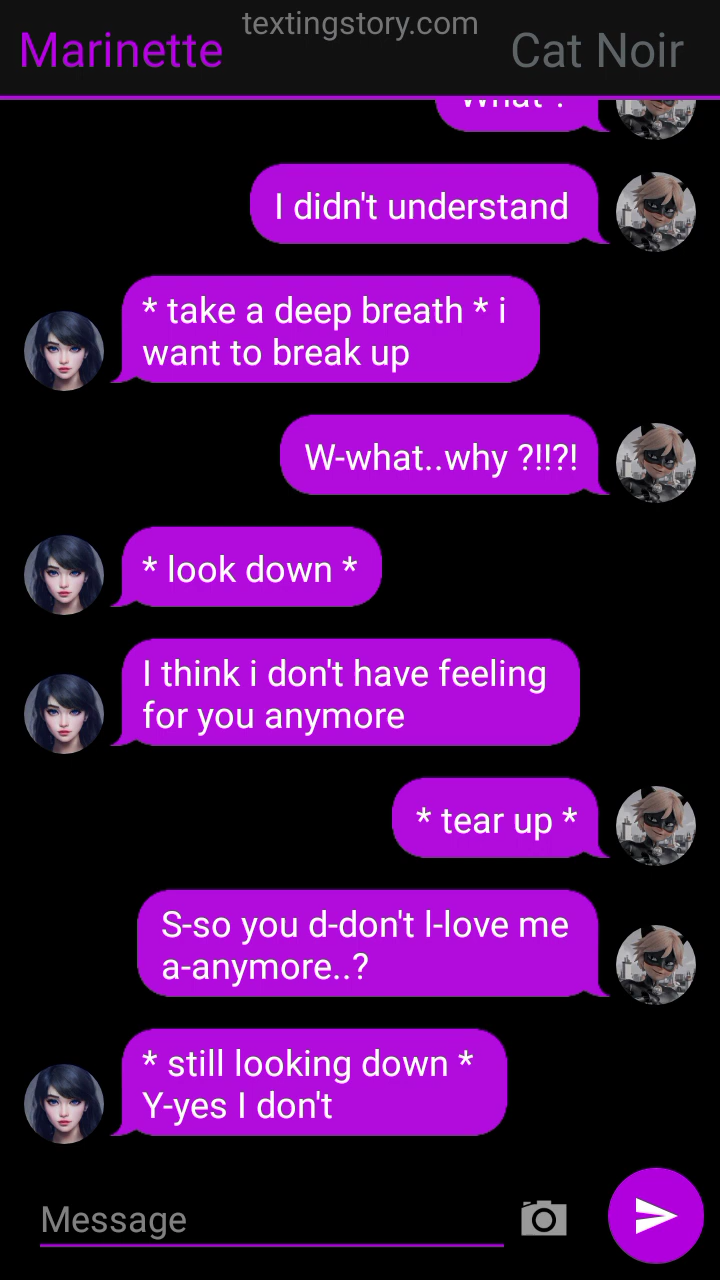 textingstory.com
Marinette
Cat Noir
What ?
I didn't understand
* take a deep breath * i
want to break up
W-what..why ?!!?!
* look down *
I think i don't have feeling
for you anymore
* tear up *
S-so you d-don't l-love me
a-anymore..?
* still looking down *
Y-yes I don't
Message